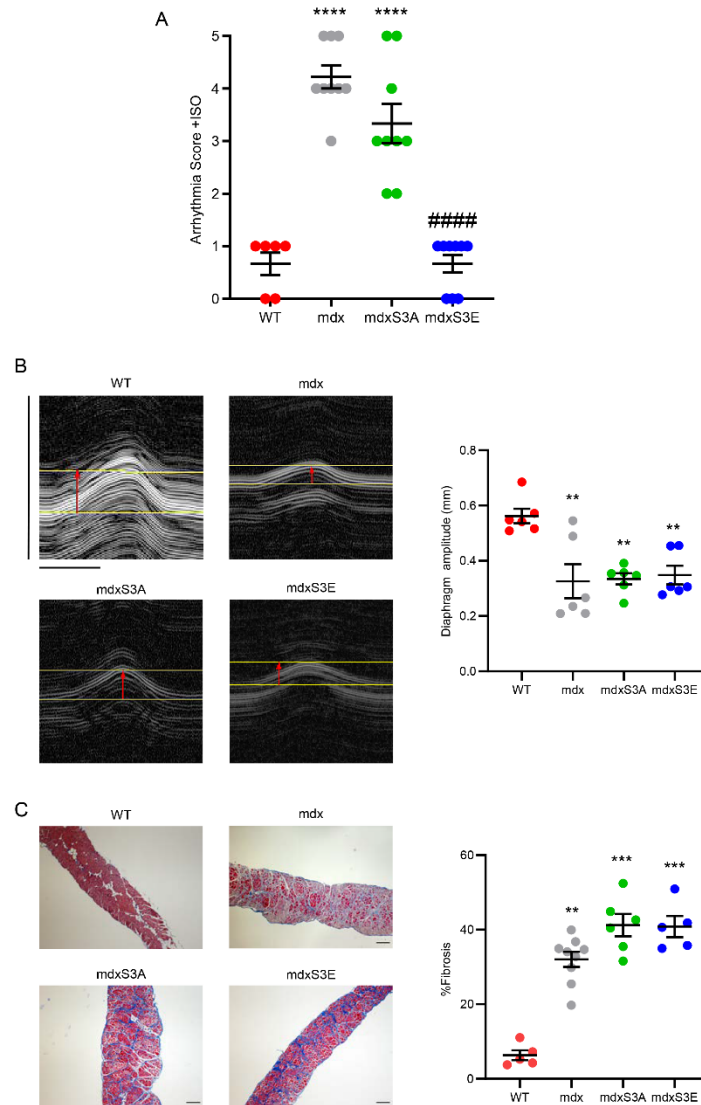 A
**** ****
5
4
3
2
1
0
Arrhythmia Score +ISO
####
WT mdx mdxS3A mdxS3E
B
WT mdx
mdxS3A mdxS3E
0.8
0.6
0.4
0.2
0.0
Diaphragm amplitude (mm)
** ** **
WT mdx mdxS3A mdxS3E
C
WT mdx
mdxS3A mdxS3E
60
40
20
0
%Fibrosis
** *** ***
WT mdx mdxS3A mdxS3E